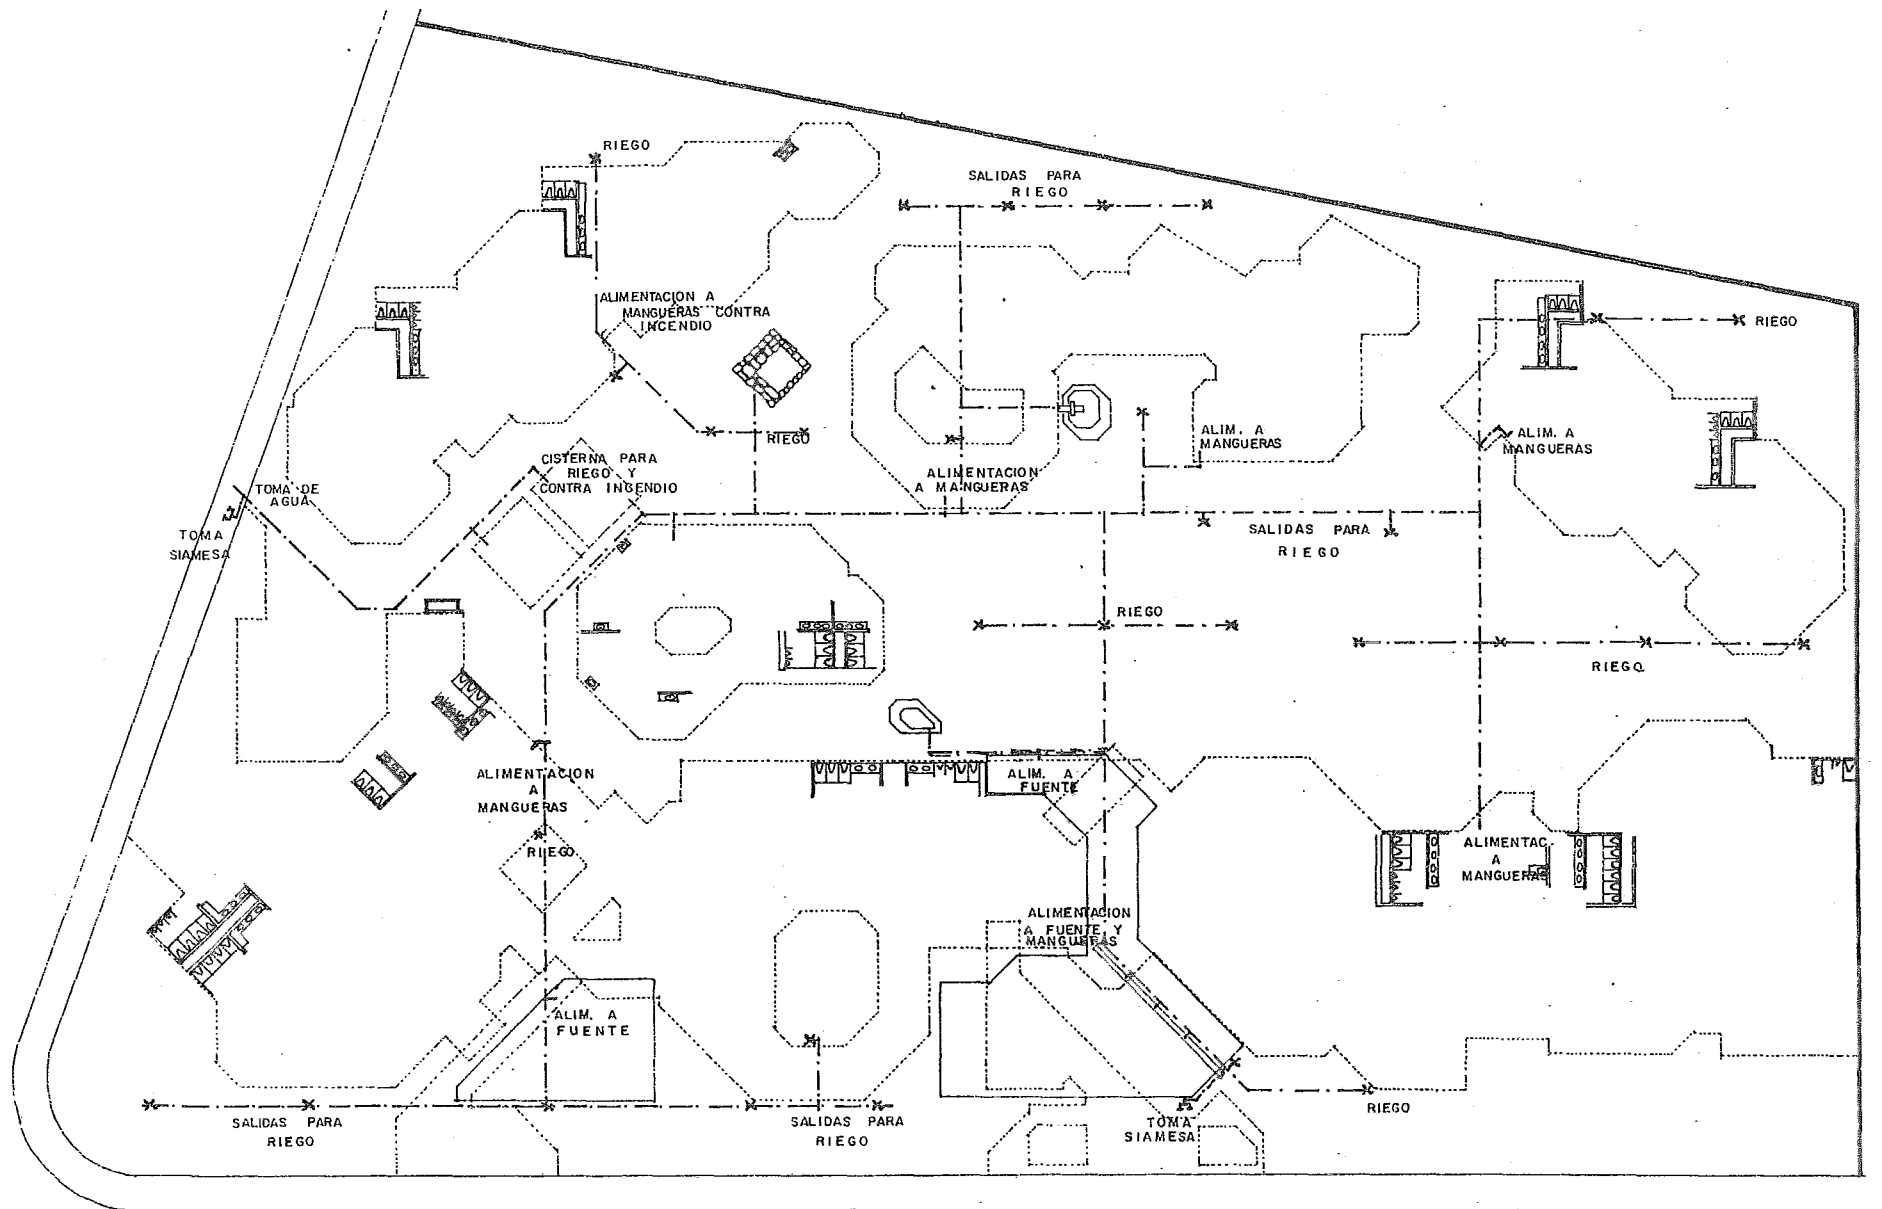 RIEGO
SALIDAS PARA
RIEGO
ALIMENTACION A
MANGUERAS CONTRA
INCENDIO
RIEGO
RIEGO
ALIM. A
MANGUERAS
ALIM. A
MANGUERAS
CISTERNA PARA
RIEGO Y
CONTRA INCENDIO
ALIMENTACION
A MANGUERAS
TOMA DE
AGUA
TOMA
SIAMESA
SALIDAS PARA
RIEGO
RIEGO
RIEGO
ALIMENTACION
A
MANGUERAS
ALIM. A
FUENTE
RIEGO
ALIMENTAC.
A
MANGUERAS
ALIMENTACION
A FUENTE Y
MANGUERAS
ALIM. A
FUENTE
SALIDAS PARA
RIEGO
SALIDAS PARA
RIEGO
TOMA
SIAMESA
RIEGO